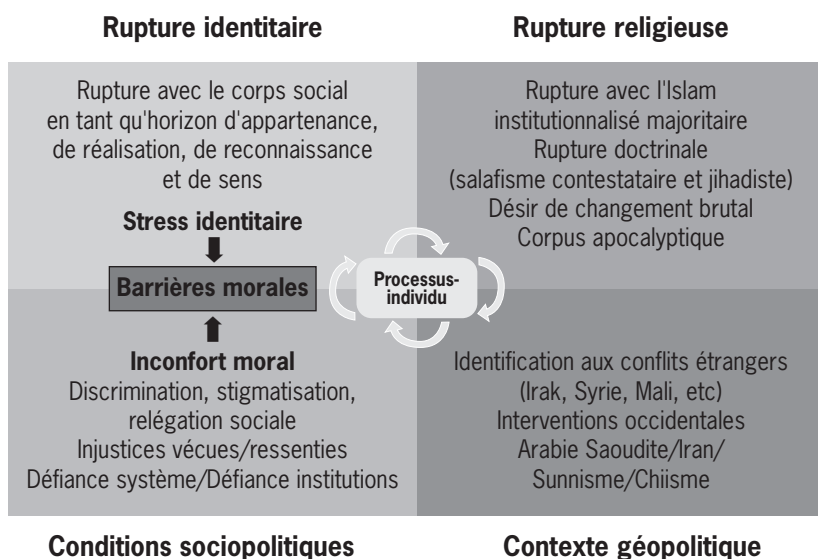 Rupture identitaire
Rupture religieuse
Rupture avec le corps social
en tant qu'horizon d'appartenance,
de réalisation, de reconnaissance
et de sens
Stress identitaire
Barrières morales
Rupture avec l'Islam
institutionnalisé majoritaire
Rupture doctrinale
(salafisme contestataire et jihadiste)
Désir de changement brutal
Corpus apocalyptique
Processus-
individu
Inconfort moral
Discrimination, stigmatisation,
relégation sociale
Injustices vécues/ressenties
Défiance système/Défiance institutions
Identification aux conflits étrangers
(Irak, Syrie, Mali, etc)
Interventions occidentales
Arabie Saoudite/Iran/
Sunnisme/Chiisme
Conditions sociopolitiques
Contexte géopolitique